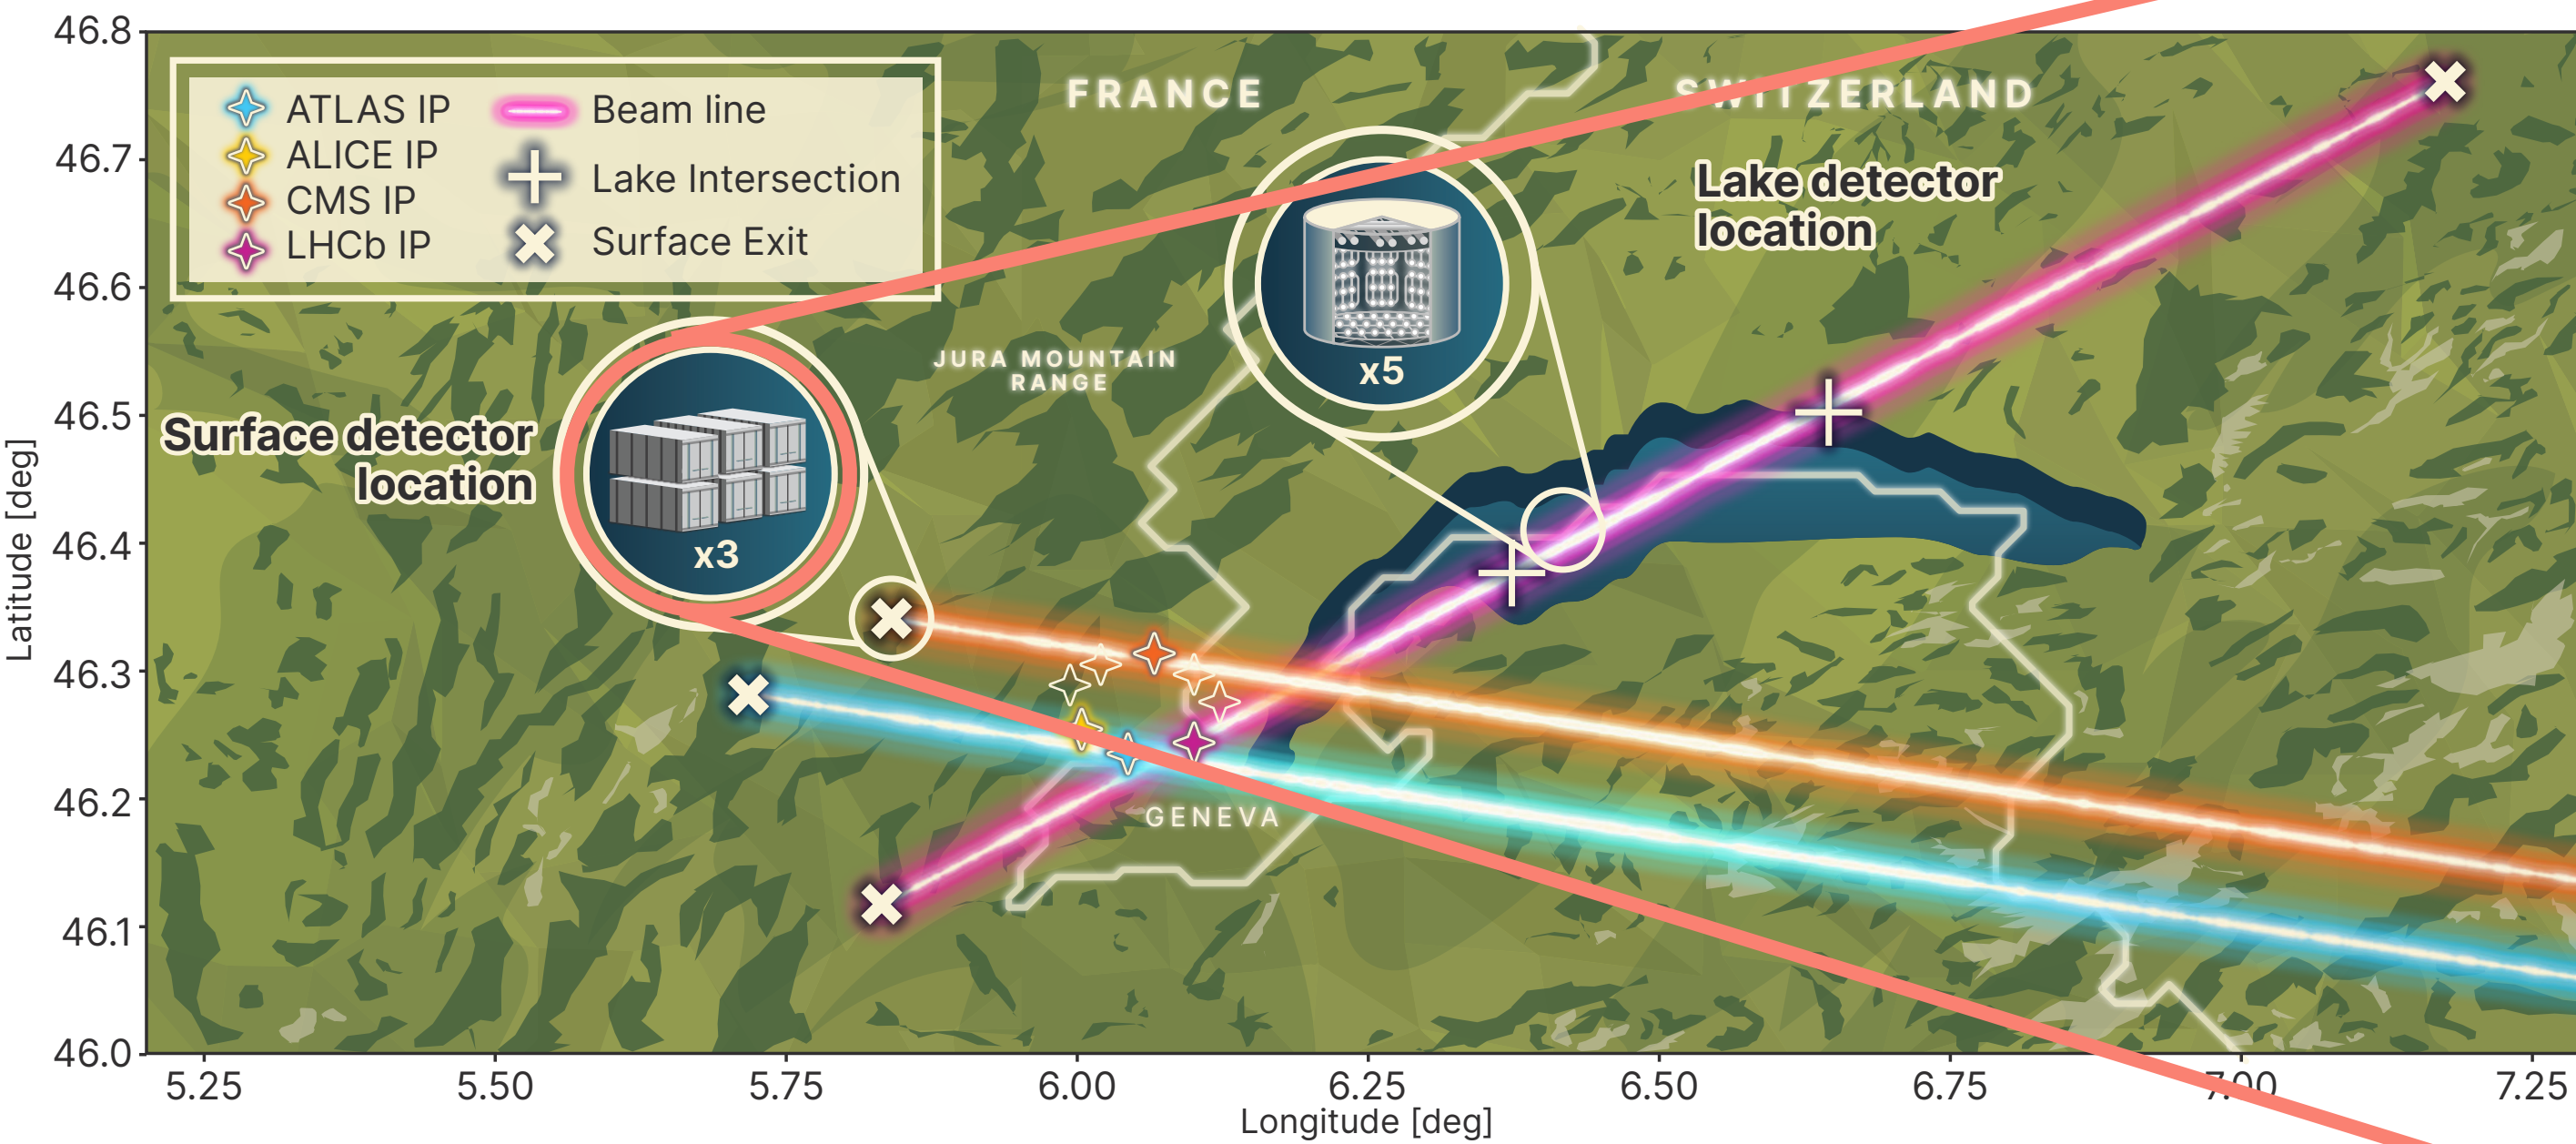 46.8
46.7
46.6
46.5
46.4
46.3
46.2
46.1
46.0
Latitude [deg]
ATLAS IP
ALICE IP
CMS IP
LHCb IP
Beam line
Lake Intersection
Surface Exit
FRANCE
SWITZERLAND
Lake detector
location
JURA MOUNTAIN
RANGE
x5
Surface detector
location
x3
GENEVA
5.25
5.50
5.75
6.00
6.25
6.50
6.75
7.00
7.25
Longitude [deg]